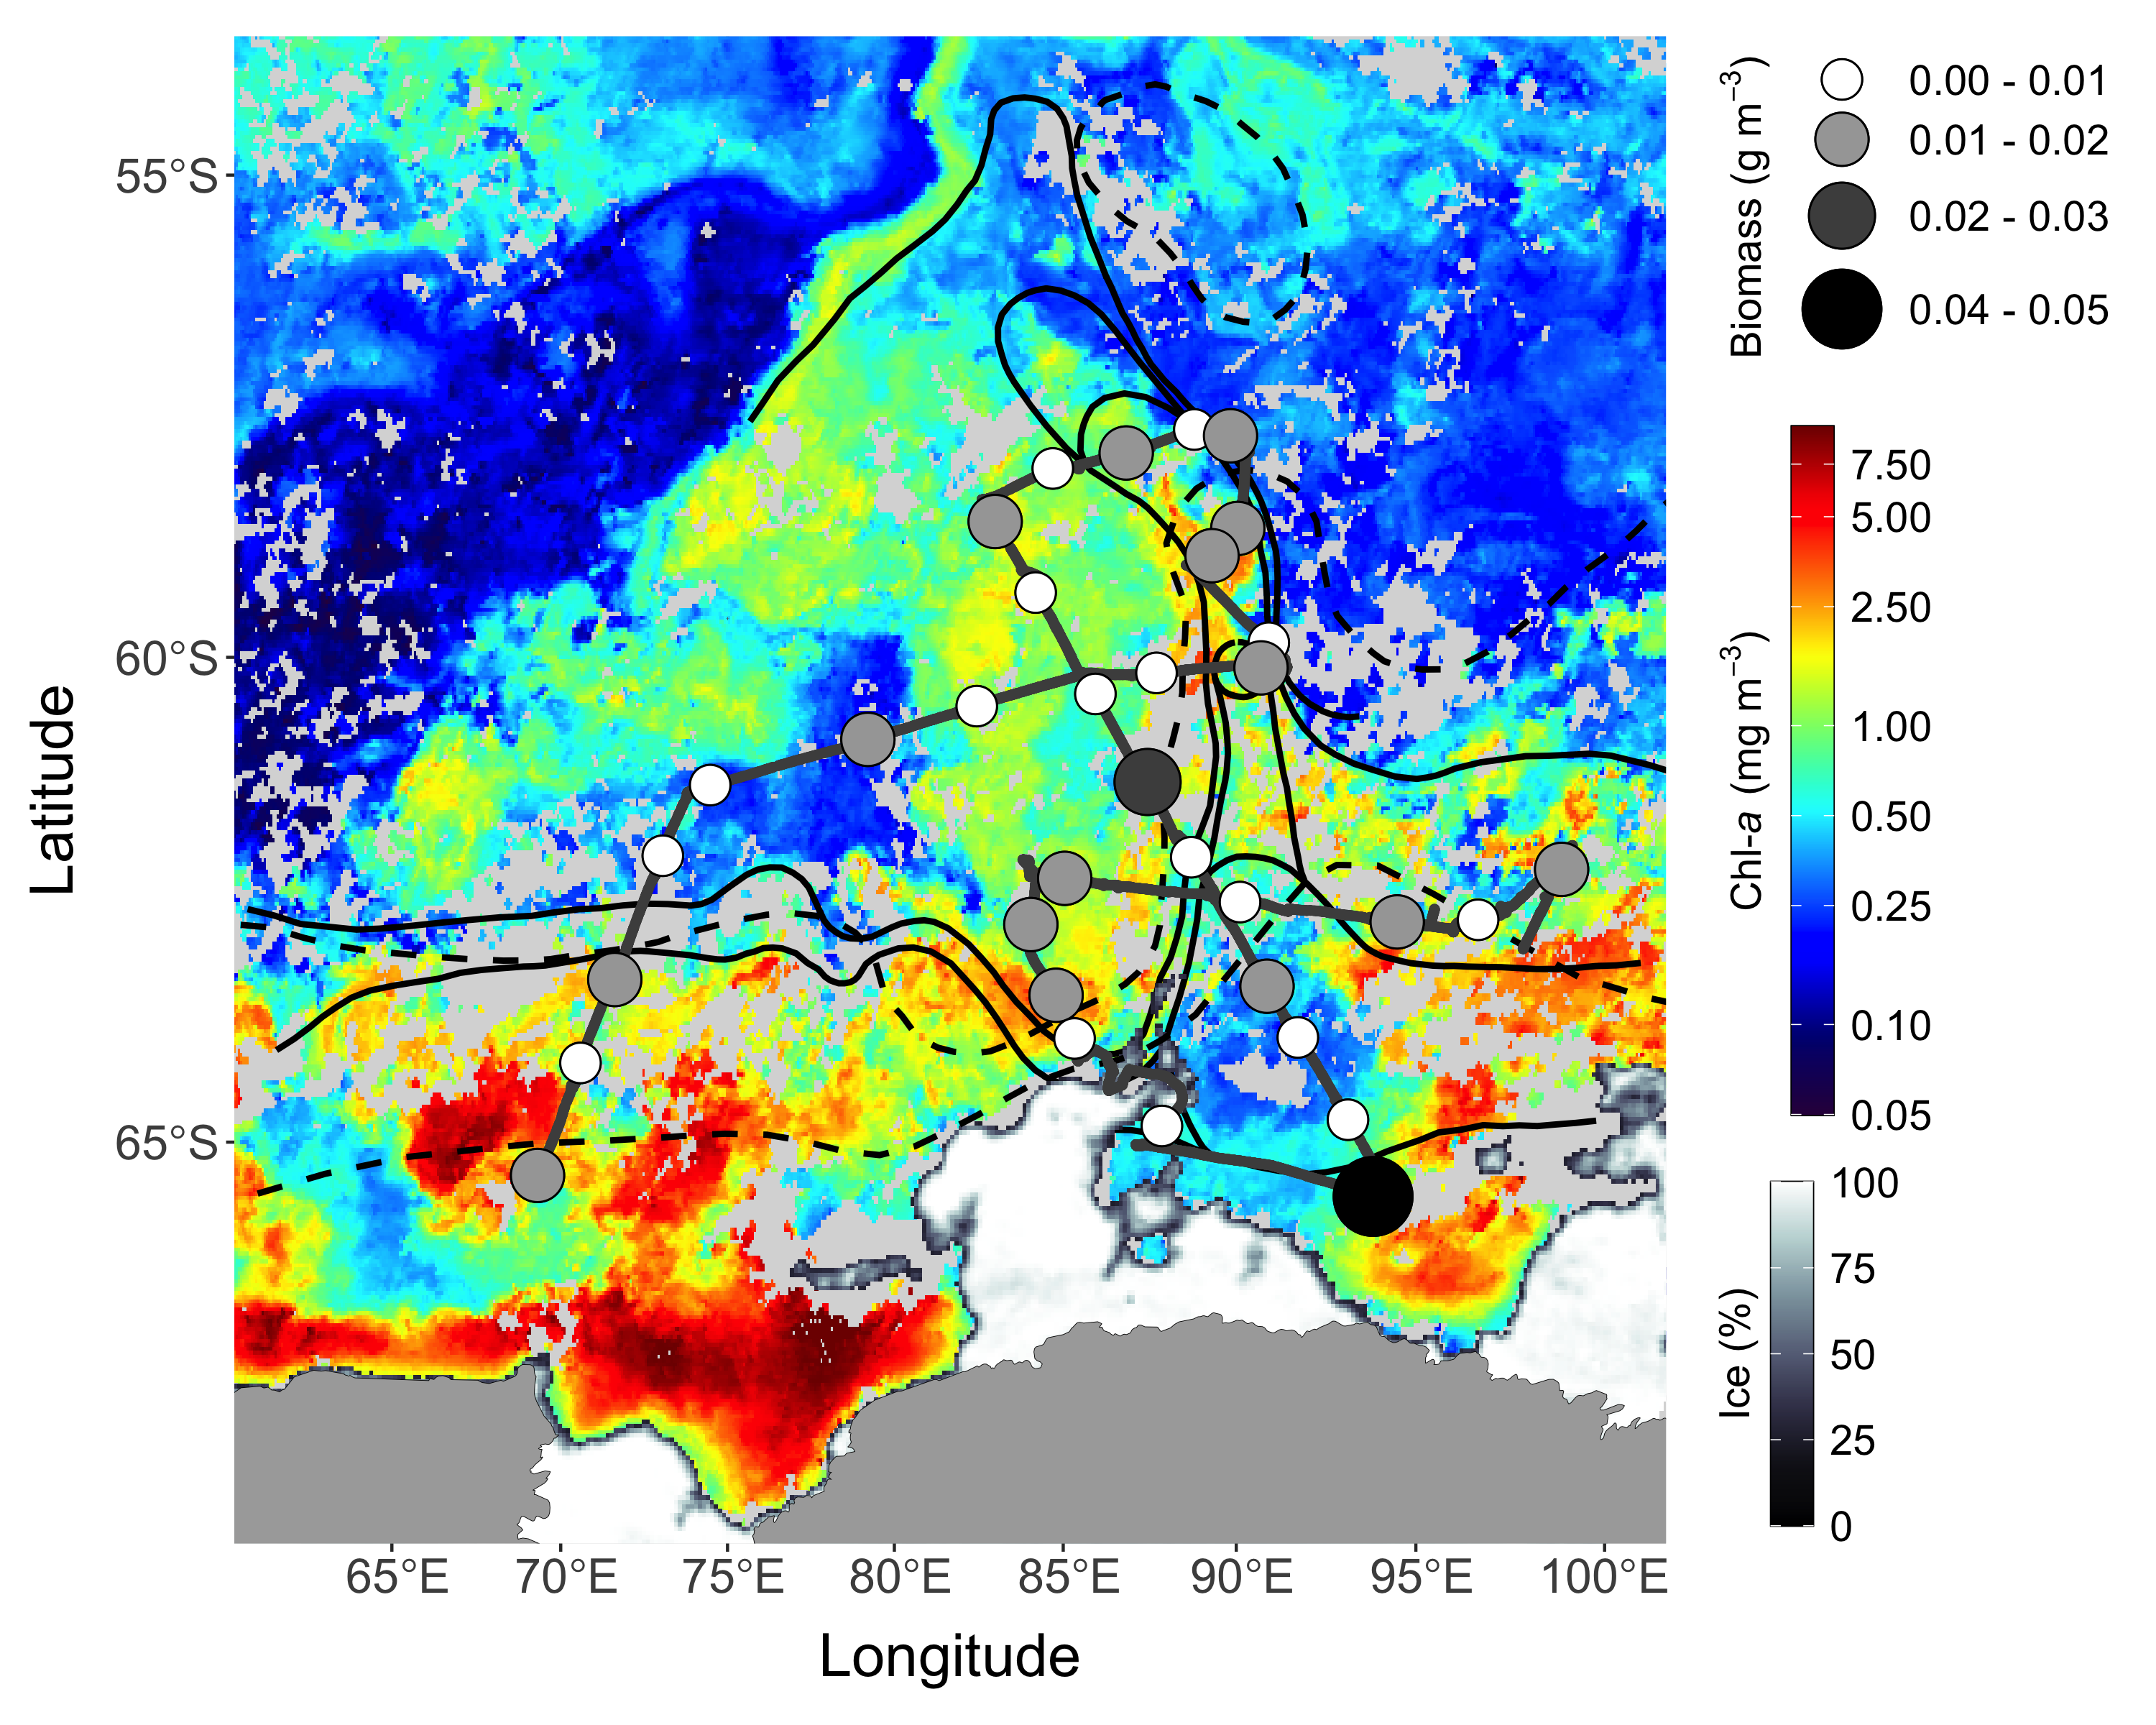 55°S
60°S
65°S
Latitude
65°E 70°E 75°E 80°E 85°E 90°E 95°E 100°E
Longitude
Biomass (g m⁻³)
0.00 - 0.01
0.01 - 0.02
0.02 - 0.03
0.04 - 0.05
Chl-a (mg m⁻³)
7.50
5.00
2.50
1.00
0.50
0.25
0.10
0.05
Ice (%)
100
75
50
25
0